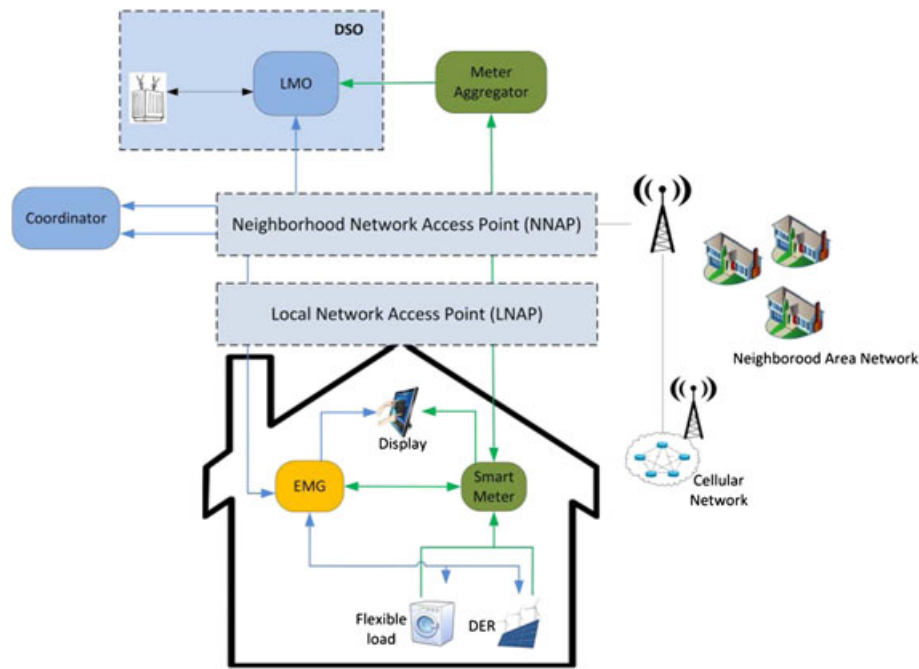 DSO
LMO
Meter
Aggregator
Coordinator
Neighborhood Network Access Point (NNAP)
Local Network Access Point (LNAP)
Neighborood Area Network
Display
EMG
Smart
Meter
Cellular
Network
Flexible
load
DER